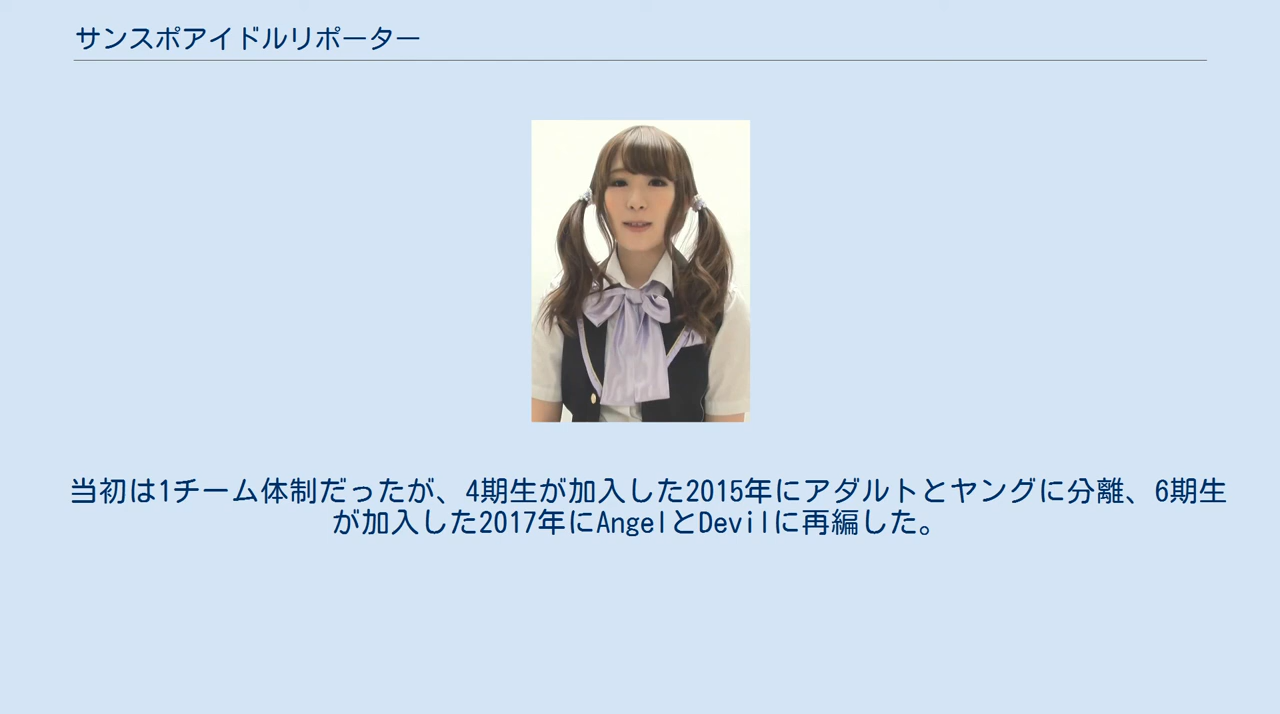 サンスポアイドルリポーター
当初は1チーム体制だったが、4期生が加入した2015年にアダルトとヤングに分離、6期生
が加入した2017年にAngelとDevilに再編した。